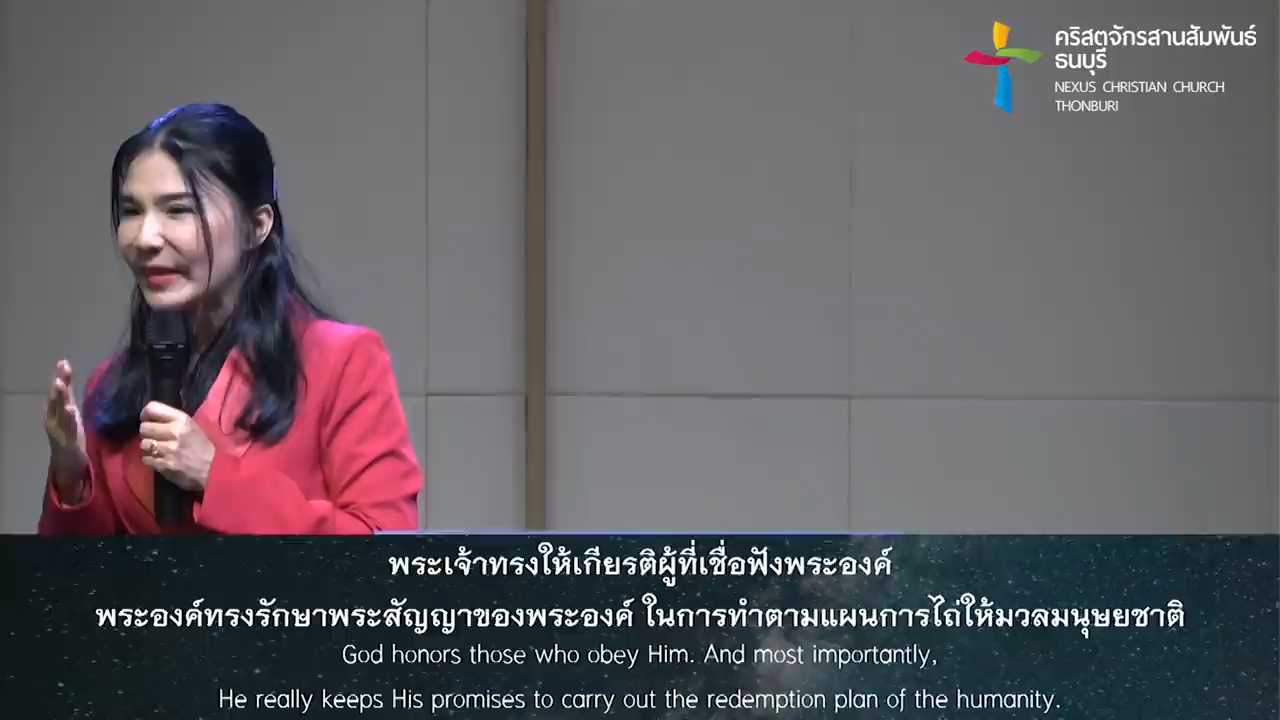 คริสตจักรสานสัมพันธ์
ธนบุรี
NEXUS CHRISTIAN CHURCH
THONBURI
พระเจ้าทรงให้เกียรติผู้ที่เชื่อฟังพระองค์
พระองค์ทรงรักษาพระสัญญาของพระองค์ ในการทำตามแผนการไถ่ให้มวลมนุษยชาติ
God honors those who obey Him. And most importantly,
He really keeps His promises to carry out the redemption plan of the humanity.